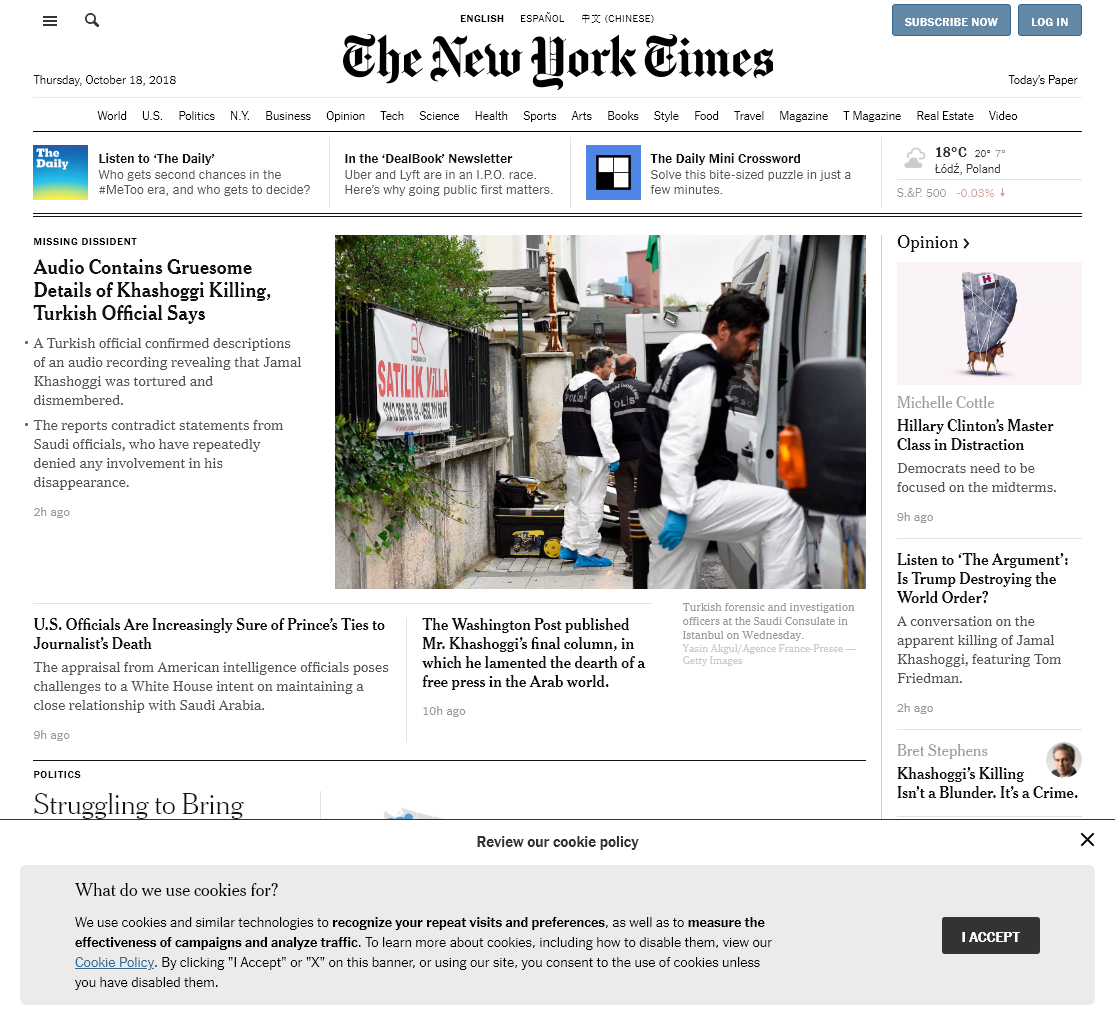 ENGLISH ESPAÑOL 中文 (CHINESE)
SUBSCRIBE NOW LOG IN
The New York Times
Thursday, October 18, 2018
Today's Paper
World U.S. Politics N.Y. Business Opinion Tech Science Health Sports Arts Books Style Food Travel Magazine T Magazine Real Estate Video
The
Daily
Listen to ‘The Daily’
Who gets second chances in the
#MeToo era, and who gets to decide?
In the ‘DealBook’ Newsletter
Uber and Lyft are in an I.P.O. race.
Here's why going public first matters.
The Daily Mini Crossword
Solve this bite-sized puzzle in just a
few minutes.
18°C 20° 7°
Łódź, Poland
S.&P. 500 -0.03% ↓
MISSING DISSIDENT
Audio Contains Gruesome
Details of Khashoggi Killing,
Turkish Official Says
• A Turkish official confirmed descriptions
of an audio recording revealing that Jamal
Khashoggi was tortured and
dismembered.
• The reports contradict statements from
Saudi officials, who have repeatedly
denied any involvement in his
disappearance.
2h ago
SATILIK VİLLA
POLİS
POLİS
Turkish forensic and investigation
officers at the Saudi Consulate in
Istanbul on Wednesday.
Yasin Akgul/Agence France-Presse —
Getty Images
U.S. Officials Are Increasingly Sure of Prince's Ties to
Journalist's Death
The appraisal from American intelligence officials poses
challenges to a White House intent on maintaining a
close relationship with Saudi Arabia.
9h ago
The Washington Post published
Mr. Khashoggi's final column, in
which he lamented the dearth of a
free press in the Arab world.
10h ago
POLITICS
Struggling to Bring
Opinion >
H
Michelle Cottle
Hillary Clinton's Master
Class in Distraction
Democrats need to be
focused on the midterms.
9h ago
Listen to ‘The Argument’:
Is Trump Destroying the
World Order?
A conversation on the
apparent killing of Jamal
Khashoggi, featuring Tom
Friedman.
2h ago
Bret Stephens
Khashoggi's Killing
Isn't a Blunder. It's a Crime.
Review our cookie policy
What do we use cookies for?
We use cookies and similar technologies to recognize your repeat visits and preferences, as well as to measure the
effectiveness of campaigns and analyze traffic. To learn more about cookies, including how to disable them, view our
Cookie Policy. By clicking "I Accept" or "X" on this banner, or using our site, you consent to the use of cookies unless
you have disabled them.
I ACCEPT